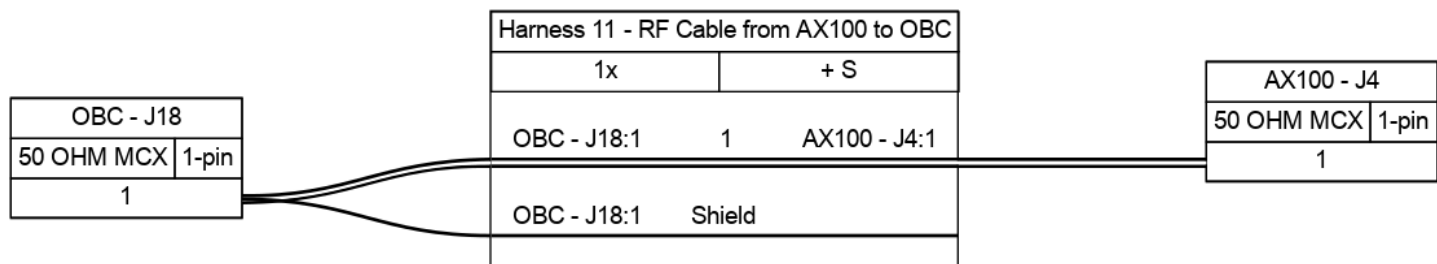 Harness 11 - RF Cable from AX100 to OBC
1x + S
OBC - J18
50 OHM MCX 1-pin
1
OBC - J18:1 1 AX100 - J4:1
OBC - J18:1 Shield
AX100 - J4
50 OHM MCX 1-pin
1